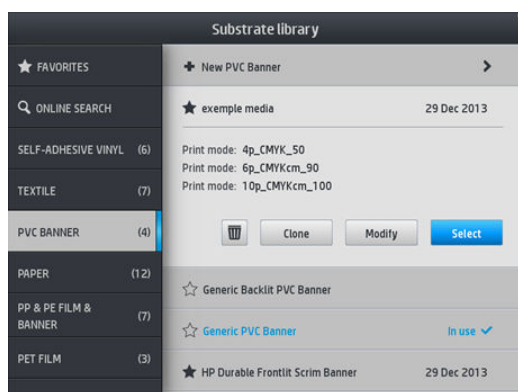 Substrate library
FAVORITES
ONLINE SEARCH
SELF-ADHESIVE VINYL (6)
TEXTILE (7)
PVC BANNER (4)
PAPER (12)
PP & PE FILM &
BANNER (7)
PET FILM (3)
New PVC Banner
exemple media 29 Dec 2013
Print mode: 4p_CMYK_50
Print mode: 6p_CMYKcm_90
Print mode: 10p_CMYKcm_100
Clone Modify Select
Generic Backlit PVC Banner
Generic PVC Banner In use
HP Durable Frontlit Scrim Banner 29 Dec 2013